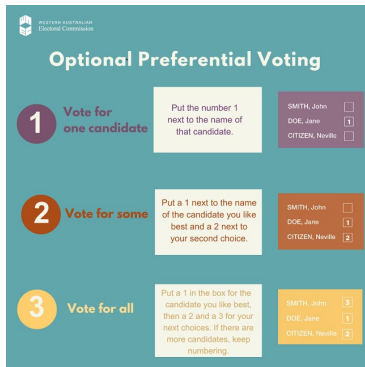 WESTERN AUSTRALIAN
Electoral Commission
Optional Preferential Voting
1
Vote for
one candidate
Put the number 1
next to the name of
that candidate.
SMITH, John
DOE, Jane 1
CITIZEN, Neville
2
Vote for some
Put a 1 next to the name
of the candidate you like
best and a 2 next to
your second choice.
SMITH, John
DOE, Jane 1
CITIZEN, Neville 2
3
Vote for all
Put a 1 in the box for the
candidate you like best,
then a 2 and a 3 for your
next choices. If there are
more candidates, keep
numbering.
SMITH, John 3
DOE, Jane 1
CITIZEN, Neville 2